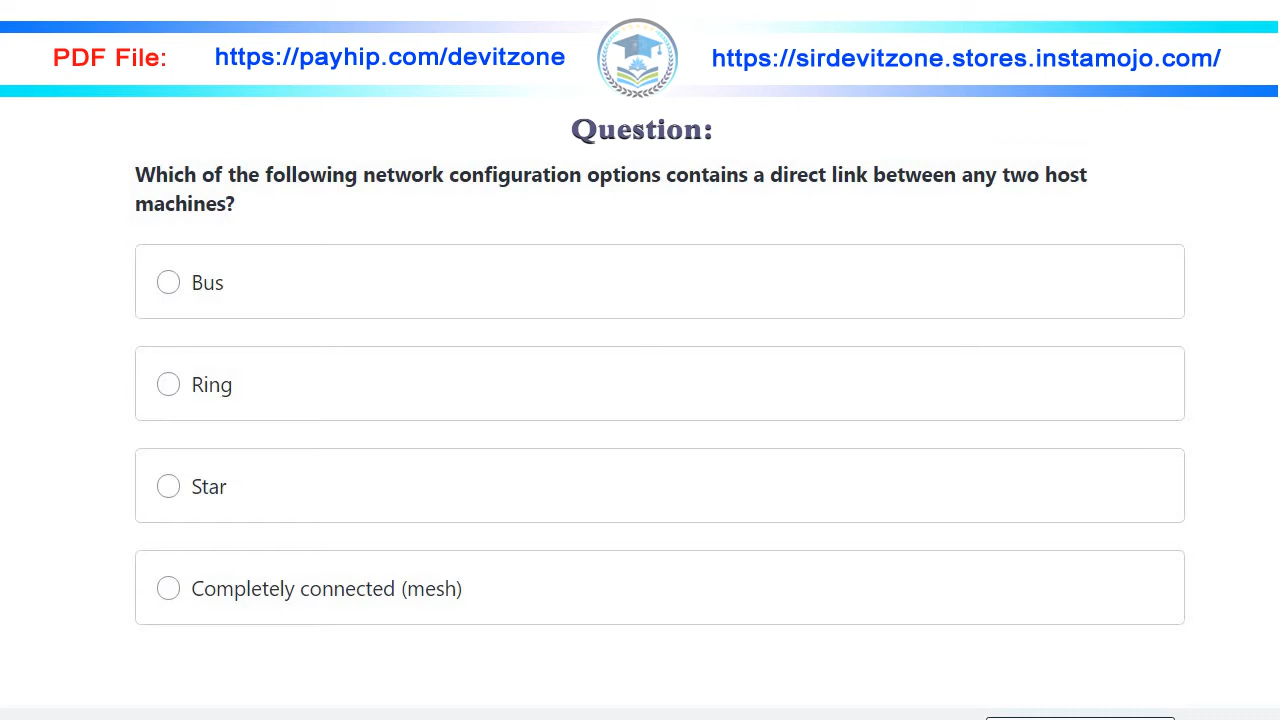 PDF File: https://payhip.com/devitzone https://sirdevitzone.stores.instamojo.com/
Question:
Which of the following network configuration options contains a direct link between any two host
machines?
Bus
Ring
Star
Completely connected (mesh)